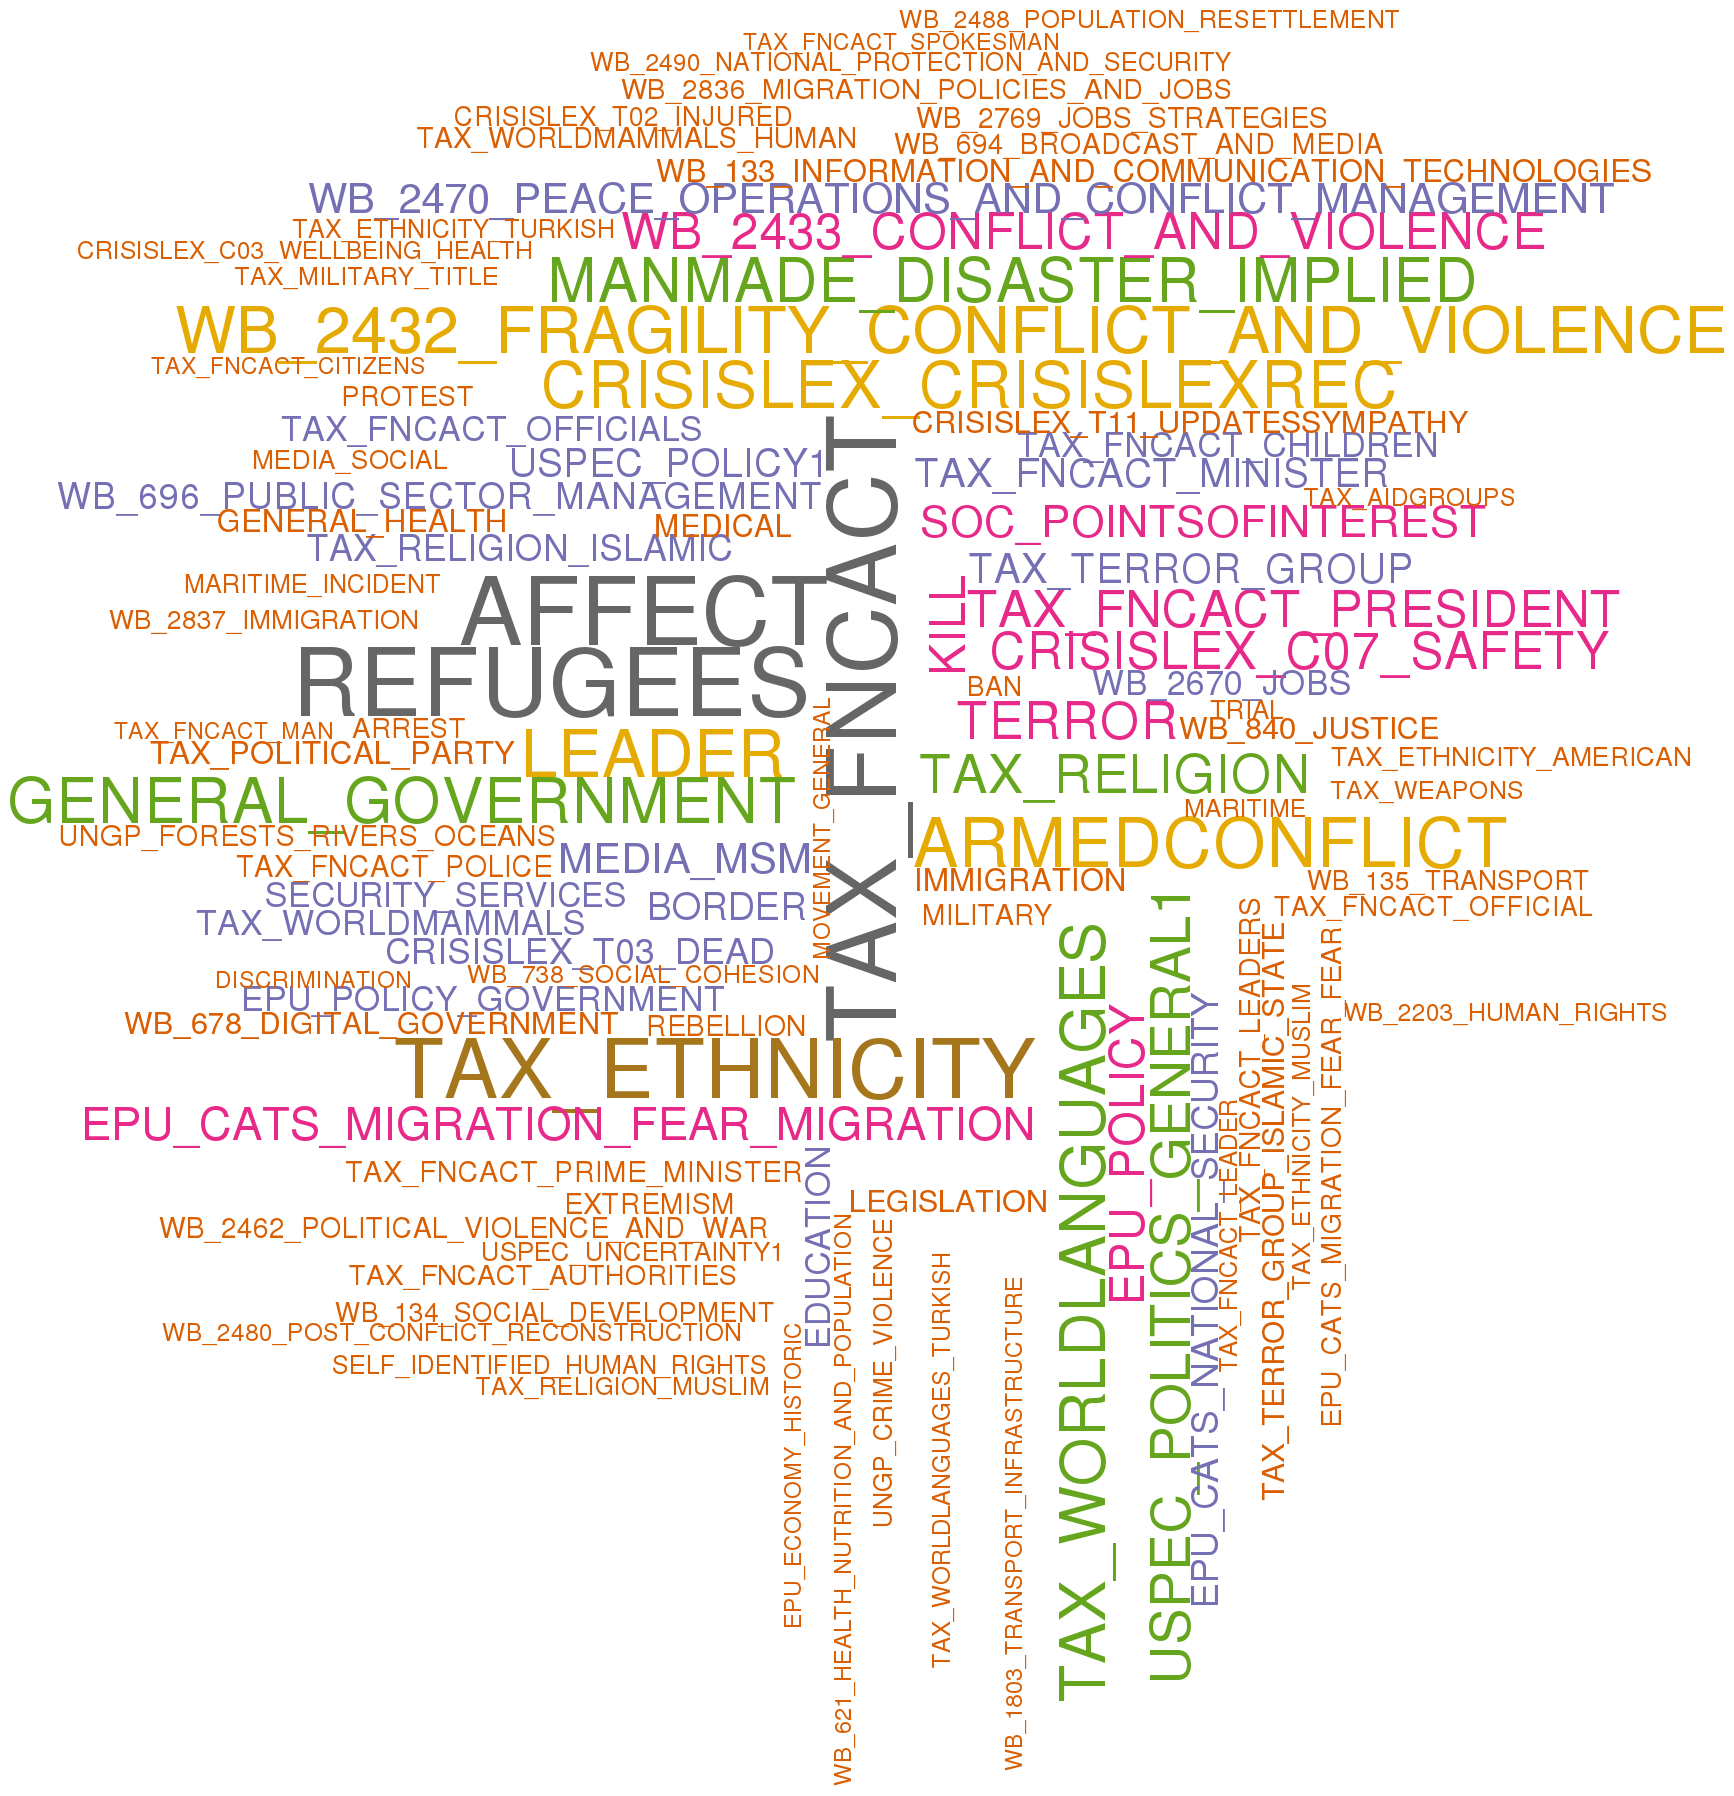 WB_2488_POPULATION_RESETTLEMENT
TAX_FNCACT_SPOKESMAN
WB_2490_NATIONAL_PROTECTION_AND_SECURITY
WB_2836_MIGRATION_POLICIES_AND_JOBS
CRISISLEX_T02_INJURED
WB_2769_JOBS_STRATEGIES
TAX_WORLDMAMMALS_HUMAN
WB_694_BROADCAST_AND_MEDIA
WB_133_INFORMATION_AND_COMMUNICATION_TECHNOLOGIES
WB_2470_PEACE_OPERATIONS_AND_CONFLICT_MANAGEMENT
TAX_ETHNICITY_TURKISH
WB_2433_CONFLICT_AND_VIOLENCE
CRISISLEX_C03_WELLBEING_HEALTH
TAX_MILITARY_TITLE
MANMADE_DISASTER_IMPLIED
WB_2432_FRAGILITY_CONFLICT_AND_VIOLENCE
TAX_FNCACT_CITIZENS
CRISISLEX_CRISISLEXREC
PROTEST
CRISISLEX_T11_UPDATESSYMPATHY
TAX_FNCACT_OFFICIALS
TAX_FNCACT_CHILDREN
MEDIA_SOCIAL
USPEC_POLICY1
TAX_FNCACT_MINISTER
WB_696_PUBLIC_SECTOR_MANAGEMENT
TAX_AIDGROUPS
GENERAL_HEALTH
MEDICAL
SOC_POINTSOFINTEREST
TAX_RELIGION_ISLAMIC
TAX_TERROR_GROUP
MARITIME_INCIDENT
AFFECT
TAX_FNCACT
KILL
TAX_FNCACT_PRESIDENT
WB_2837_IMMIGRATION
CRISISLEX_C07_SAFETY
REFUGEES
WB_2670_JOBS
BAN
TRIAL
TERROR
WB_840_JUSTICE
TAX_FNCACT_MAN
ARREST
TAX_POLITICAL_PARTY
LEADER
MOVEMENT_GENERAL
TAX_RELIGION
TAX_ETHNICITY_AMERICAN
TAX_WEAPONS
GENERAL_GOVERNMENT
MARITIME
UNGP_FORESTS_RIVERS_OCEANS
ARMEDCONFLICT
TAX_FNCACT_POLICE
MEDIA_MSM
IMMIGRATION
WB_135_TRANSPORT
SECURITY_SERVICES
BORDER
MILITARY
TAX_FNCACT_OFFICIAL
TAX_WORLDMAMMALS
CRISISLEX_T03_DEAD
DISCRIMINATION
WB_738_SOCIAL_COHESION
EPU_POLICY_GOVERNMENT
WB_2203_HUMAN_RIGHTS
WB_678_DIGITAL_GOVERNMENT
REBELLION
TAX_ETHNICITY
EPU_CATS_MIGRATION_FEAR_MIGRATION
TAX_WORLDLANGUAGES
EPU_POLICY
USPEC_POLITICS_GENERAL1
EPU_CATS_NATIONAL_SECURITY
TAX_FNCACT_LEADER
TAX_FNCACT_LEADERS
TAX_TERROR_GROUP_ISLAMIC_STATE
TAX_ETHNICITY_MUSLIM
EPU_CATS_MIGRATION_FEAR_FEAR
TAX_FNCACT_PRIME_MINISTER
EDUCATION
LEGISLATION
EXTREMISM
WB_2462_POLITICAL_VIOLENCE_AND_WAR
USPEC_UNCERTAINTY1
TAX_FNCACT_AUTHORITIES
WB_134_SOCIAL_DEVELOPMENT
WB_2480_POST_CONFLICT_RECONSTRUCTION
SELF_IDENTIFIED_HUMAN_RIGHTS
TAX_RELIGION_MUSLIM
EPU_ECONOMY_HISTORIC
WB_621_HEALTH_NUTRITION_AND_POPULATION
UNGP_CRIME_VIOLENCE
TAX_WORLDLANGUAGES_TURKISH
WB_1803_TRANSPORT_INFRASTRUCTURE